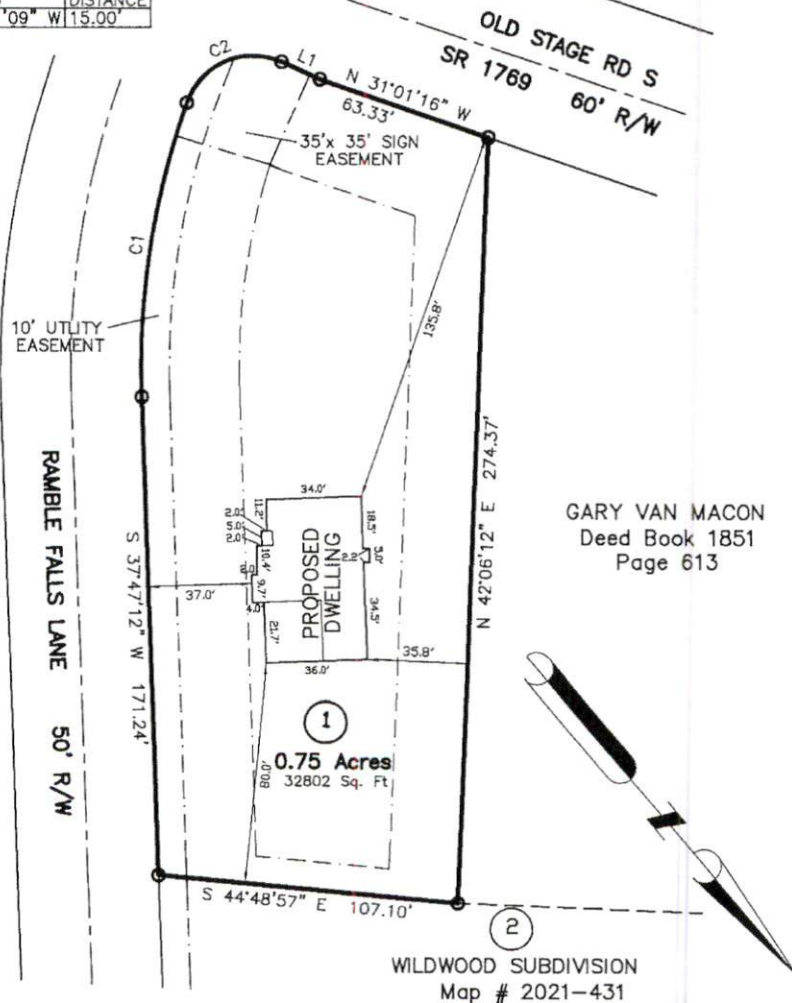 DISTANCE
'09" W 15.00'
OLD STAGE RD S
SR 1769 60' R/W
C2
L1
N 31°01'16" W
63.33'
35'x 35' SIGN
EASEMENT
C1
135.8'
10' UTLITY
EASEMENT
N 42°06'12" E 274.37'
GARY VAN MACON
Deed Book 1851
Page 613
RAMBLE FALLS LANE 50' R/W
S 37°47'12" W 171.24'
34.0'
11.2'
2.0'
5.0'
2.0'
10.4'
2.0'
9.7'
4.0'
21.7'
18.5'
5.0'
2.2'
34.5'
PROPOSED
DWELLING
37.0'
36.0'
35.8'
1
0.75 Acres
32802 Sq. Ft
80.0'
S 44°48'57" E 107.10'
2
WILDWOOD SUBDIVISION
Map # 2021-431
N